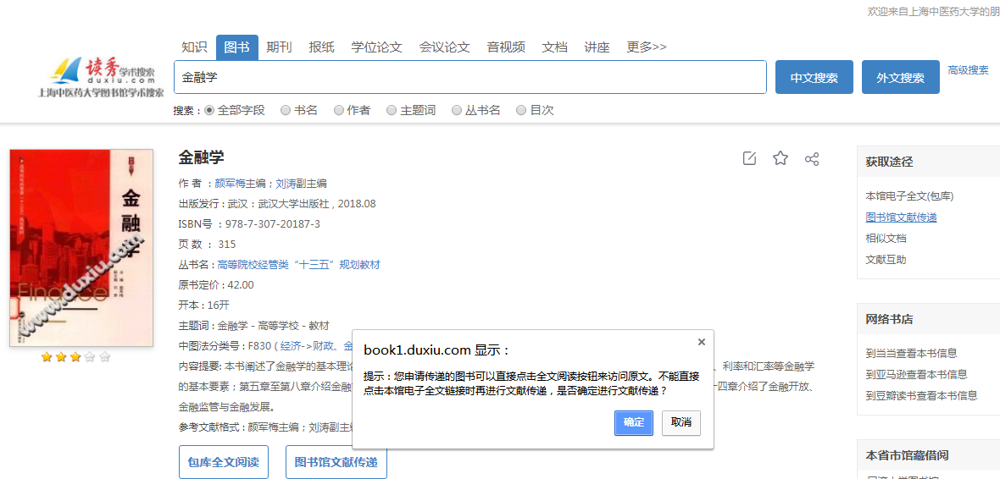 欢迎来自上海中医药大学的朋
知识 图书 期刊 报纸 学位论文 会议论文 音视频 文档 讲座 更多>>
读秀学术搜索
duxiu.com
上海中医药大学图书馆学术搜索
金融学
中文搜索 外文搜索 高级搜索
搜索： 全部字段 书名 作者 主题词 丛书名 目次
金融学
Finance
www.duxiu.com
金融学
作 者 ：颜军梅主编；刘涛副主编
出版发行 : 武汉：武汉大学出版社 , 2018.08
ISBN号 ：978-7-307-20187-3
页 数 ： 315
丛书名 : 高等院校经管类“十三五”规划教材
原书定价 : 42.00
开本 : 16开
主题词 : 金融学 - 高等学校 - 教材
中图法分类号 : F830 ( 经济->财政、金
内容提要: 本书阐述了金融学的基本理论
、利率和汇率等金融学
的基本要素；第五章至第八章介绍金融
十四章介绍了金融开放、
金融监管与金融发展。
参考文献格式 : 颜军梅主编；刘涛副主编
包库全文阅读 图书馆文献传递
book1.duxiu.com 显示：
×
提示：您申请传递的图书可以直接点击全文阅读按钮来访问原文。不能直接
点击本馆电子全文链接时再进行文献传递，是否确定进行文献传递？
确定 取消
获取途径
本馆电子全文(包库)
图书馆文献传递
相似文档
文献互助
网络书店
到当当查看本书信息
到亚马逊查看本书信息
到豆瓣读书查看本书信息
本省市馆藏借阅